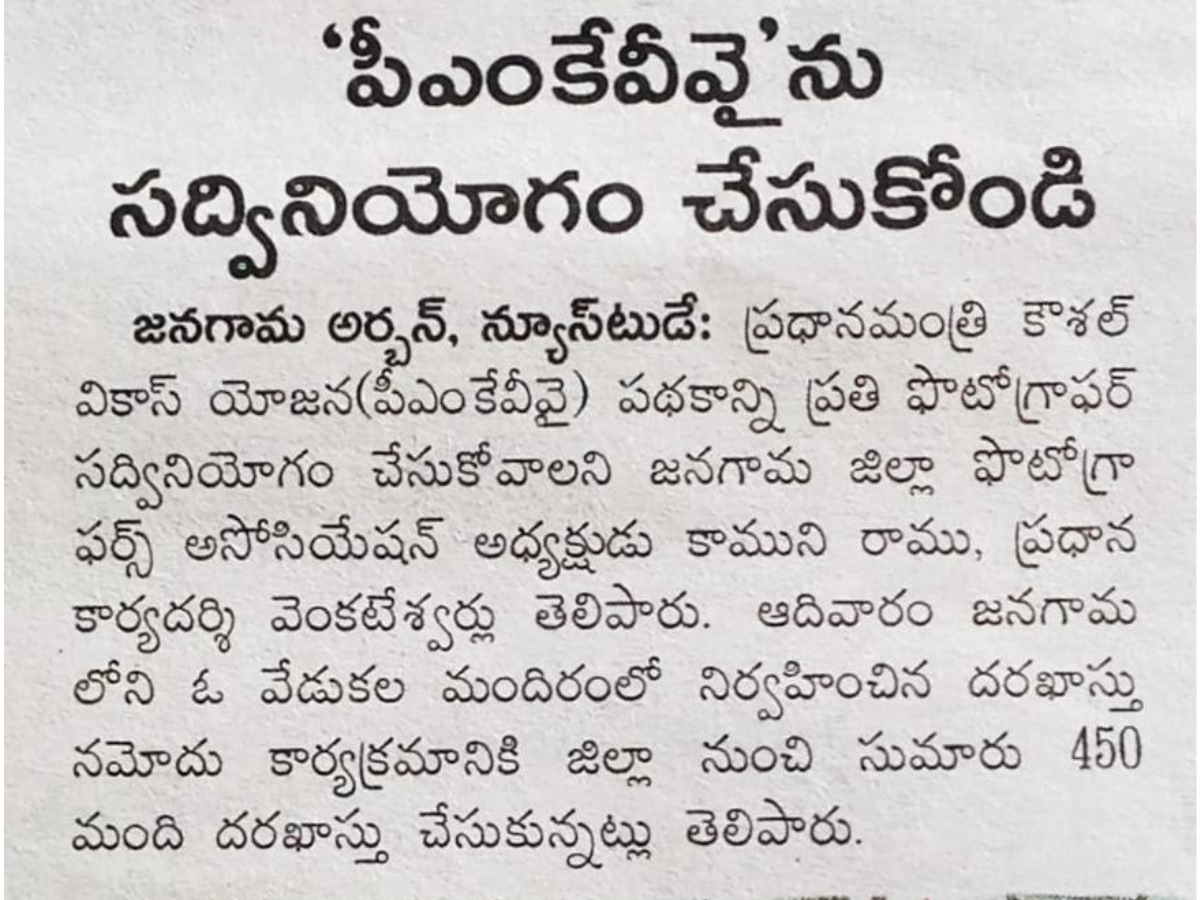 ‘పీఎంకేవీవై’ను
సద్వినియోగం చేసుకోండి
జనగామ అర్బన్, న్యూస్‌టుడే: ప్రధానమంత్రి కౌశల్
వికాస్ యోజన(పీఎంకేవీవై) పథకాన్ని ప్రతి ఫొటోగ్రాఫర్
సద్వినియోగం చేసుకోవాలని జనగామ జిల్లా ఫొటోగ్రా
ఫర్స్ అసోసియేషన్ అధ్యక్షుడు కాముని రాము, ప్రధాన
కార్యదర్శి వెంకటేశ్వర్లు తెలిపారు. ఆదివారం జనగామ
లోని ఓ వేడుకల మందిరంలో నిర్వహించిన దరఖాస్తు
నమోదు కార్యక్రమానికి జిల్లా నుంచి సుమారు 450
మంది దరఖాస్తు చేసుకున్నట్లు తెలిపారు.